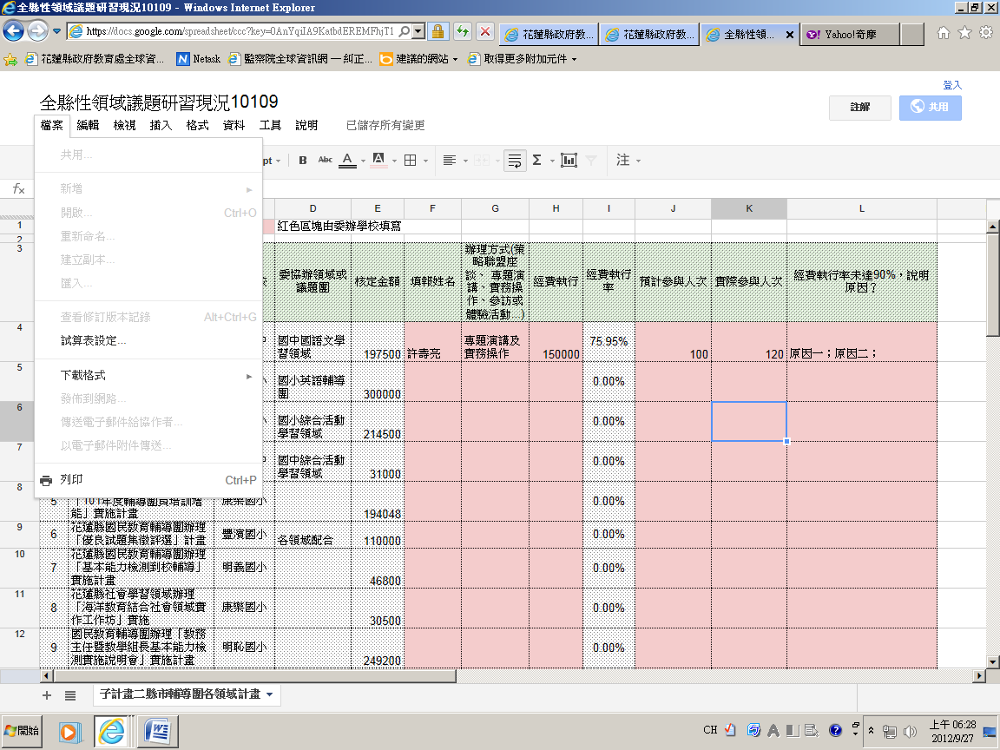 全縣性領域議題研習現況10109 - Windows Internet Explorer
https://docs.google.com/spreadsheet/ccc?key=0AnYqiIA9KatbdEREMFhjT1
花蓮縣政府教...
花蓮縣政府教...
全縣性領...
Yahoo!奇摩
花蓮縣政府教育處全球資...
Netask
監察院全球資訊網 — 糾正...
建議的網站
取得更多附加元件
登入
全縣性領域議題研習現況10109
註解
共用
檔案 編輯 檢視 插入 格式 資料 工具 說明 已儲存所有變更
pt B Abc A A Σ 注
fx
共用...
新增
開啟... Ctrl+O
重新命名...
建立副本...
匯入...
查看修訂版本記錄 Alt+Ctrl+G
試算表設定...
下載格式
發佈到網路...
傳送電子郵件給協作者...
以電子郵件附件傳送...
列印 Ctrl+P
D E F G H I J K L
1 紅色區塊由委辦學校填寫
2
3
委協辦領域或
議題團
核定金額
填報姓名
辦理方式(策
略聯盟座
談、專題演
講、實務操
作、參訪或
體驗活動...)
經費執行
經費執行
率
預計參與人次
實際參與人次
經費執行率未達90%，說明
原因？
4
國中國語文學
習領域
197500
許壽亮
專題演講及
實務操作
150000
75.95%
100
120
原因一；原因二；
5
國小英語輔導
團
300000
0.00%
6
國小綜合活動
學習領域
214500
0.00%
7
國中綜合活動
學習領域
31000
0.00%
8
5
「101年度輔導團員培訓增
能」實施計畫
康樂國小
194048
0.00%
9
6
花蓮縣國民教育輔導團辦理
「優良試題集徵評選」計畫
豐濱國小
各領域配合
110000
0.00%
10
7
花蓮縣國民教育輔導團辦理
「基本能力檢測到校輔導」
實施計畫
明義國小
46800
0.00%
11
8
花蓮縣社會學習領域辦理
「海洋教育結合社會領域實
作工作坊」實施
康樂國小
30500
0.00%
12
9
國民教育輔導團辦理「教務
主任暨教學組長基本能力檢
測實施說明會」實施計畫
明恥國小
249200
0.00%
子計畫二縣市輔導團各領域計畫
開始
CH
上午 06:28
2012/9/27